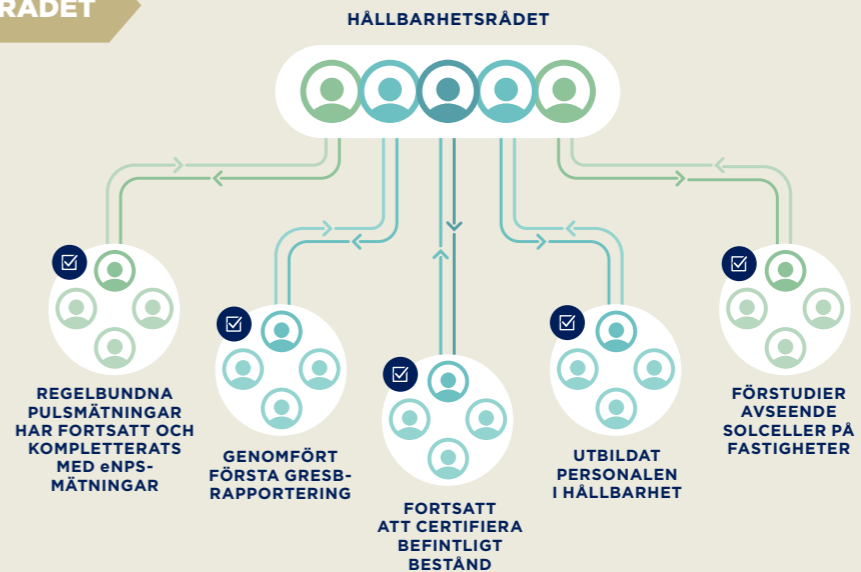 RÅDET
HÅLLBARHETSRÅDET
REGELBUNDNA
PULSMÄTNINGAR
HAR FORTSATT OCH
KOMPLETTERATS
MED eNPS-
MÄTNINGAR
GENOMFÖRT
FÖRSTA GRESB-
RAPPORTERING
FORTSATT
ATT CERTIFIERA
BEFINTLIGT
BESTÅND
UTBILDAT
PERSONALEN
I HÅLLBARHET
FÖRSTUDIER
AVSEENDE
SOLCELLER PÅ
FASTIGHETER